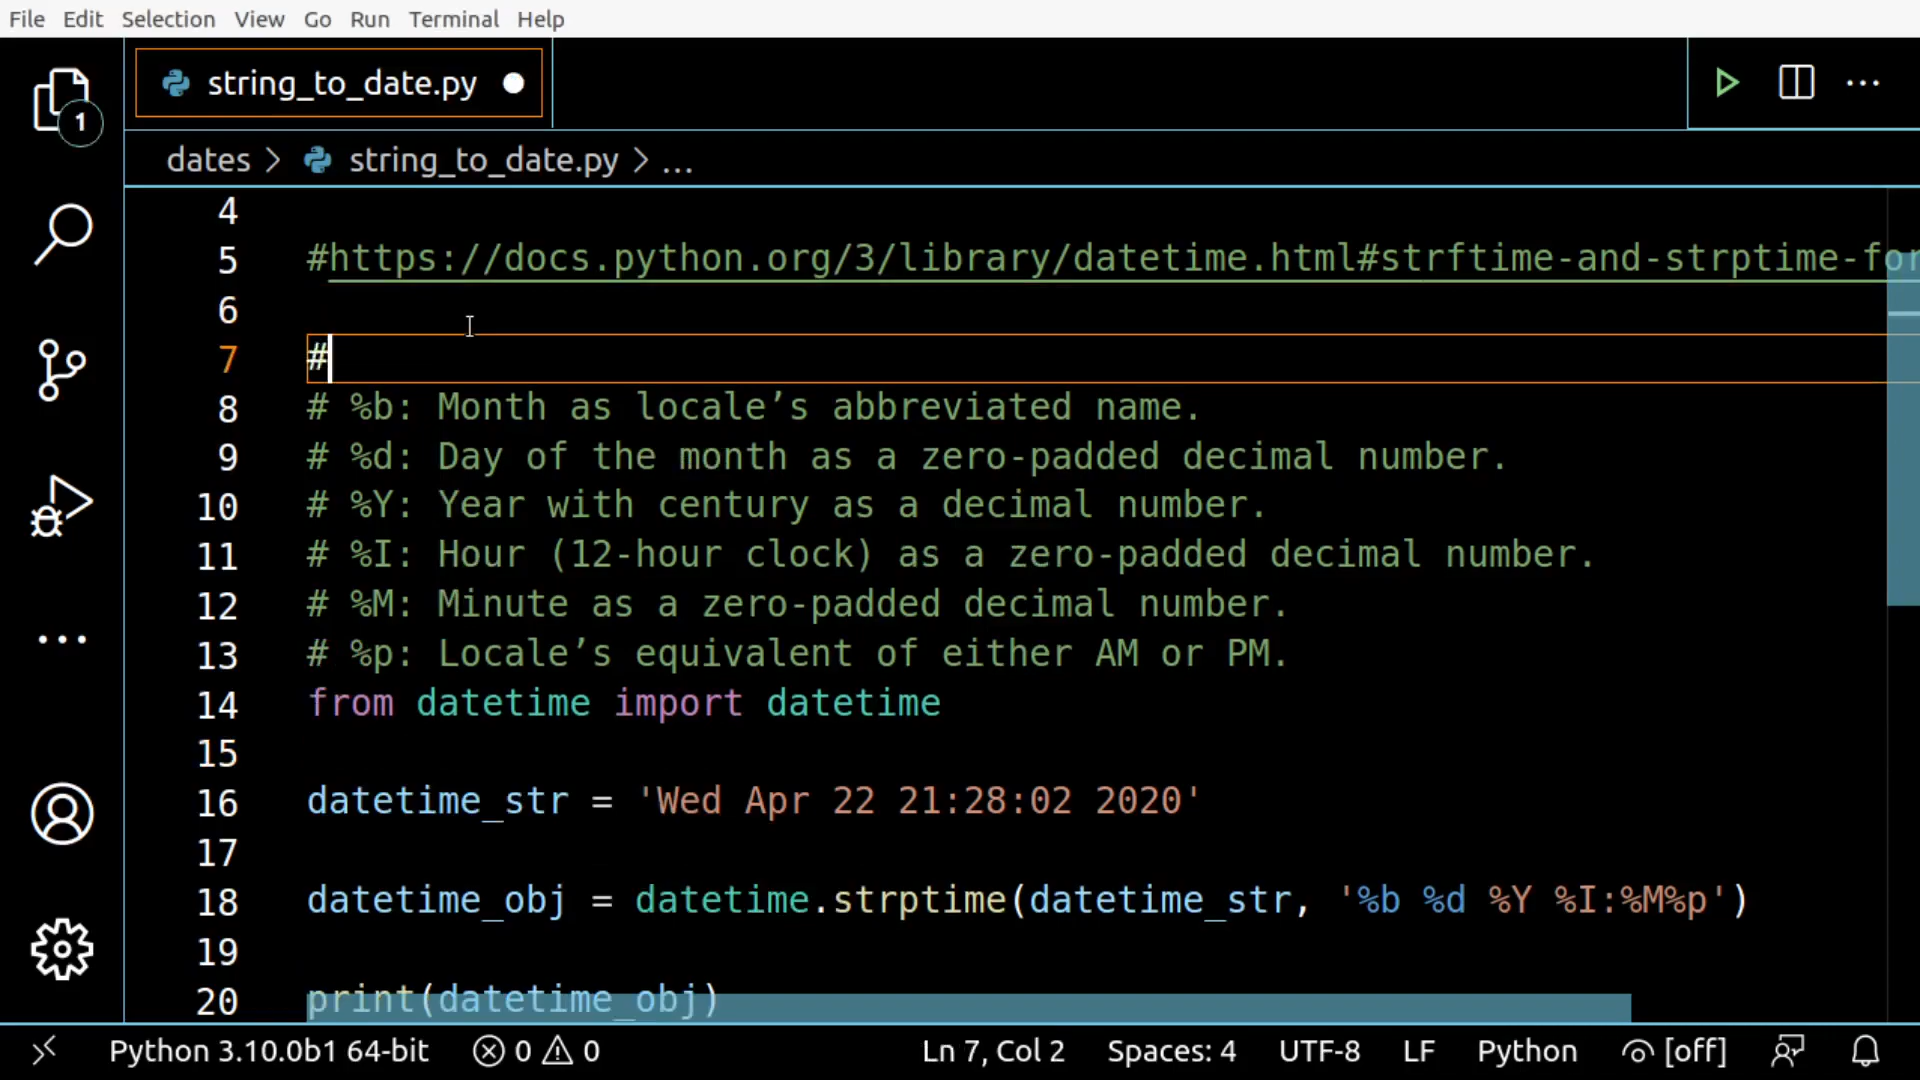 File Edit Selection View Go Run Terminal Help
string_to_date.py
1
dates > string_to_date.py > ...
4
5 #https://docs.python.org/3/library/datetime.html#strftime-and-strptime-for
6
7 #
8 # %b: Month as locale’s abbreviated name.
9 # %d: Day of the month as a zero-padded decimal number.
10 # %Y: Year with century as a decimal number.
11 # %I: Hour (12-hour clock) as a zero-padded decimal number.
12 # %M: Minute as a zero-padded decimal number.
13 # %p: Locale’s equivalent of either AM or PM.
14 from datetime import datetime
15
16 datetime_str = 'Wed Apr 22 21:28:02 2020'
17
18 datetime_obj = datetime.strptime(datetime_str, '%b %d %Y %I:%M%p')
19
20 print(datetime_obj)
Python 3.10.0b1 64-bit 0 0 Ln 7, Col 2 Spaces: 4 UTF-8 LF Python [off]